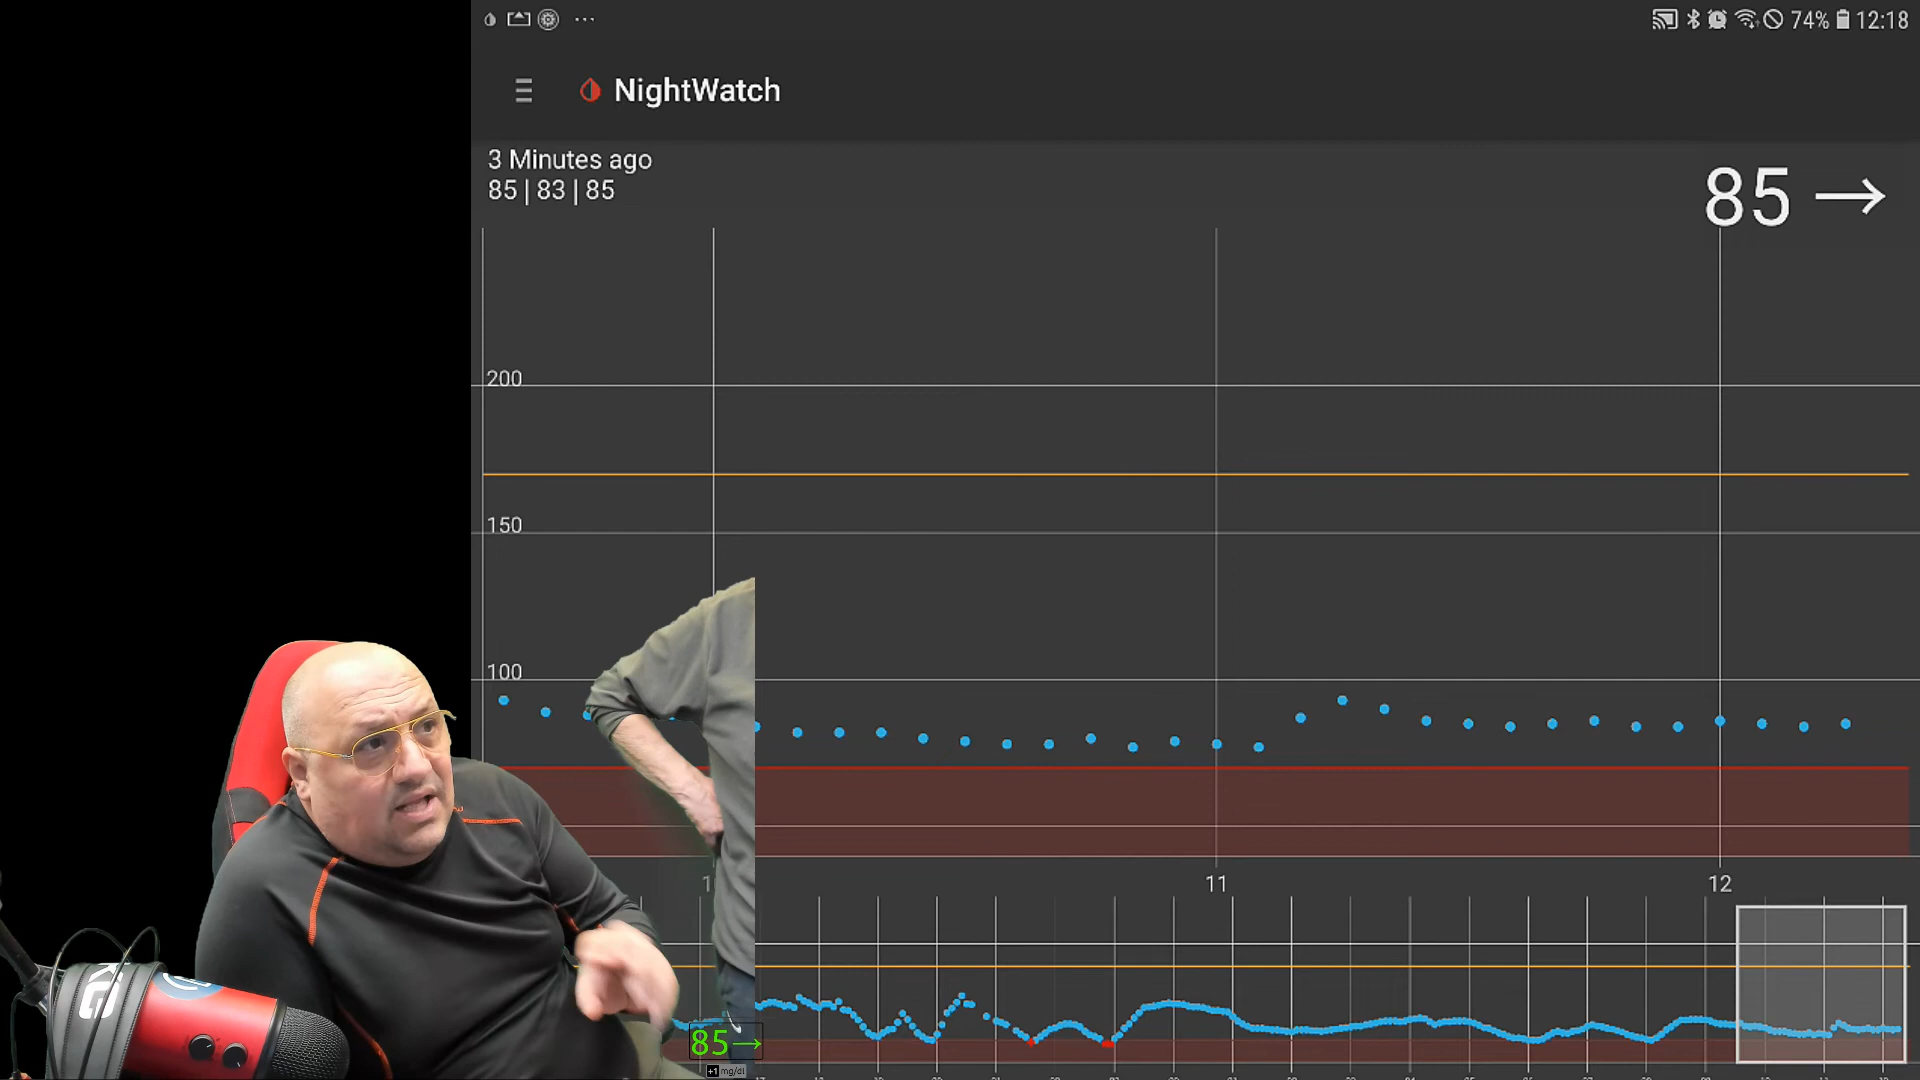 74% 12:18
NightWatch
3 Minutes ago
85 | 83 | 85
85 →
200
150
100
11
12
85→
+1 mg/dl